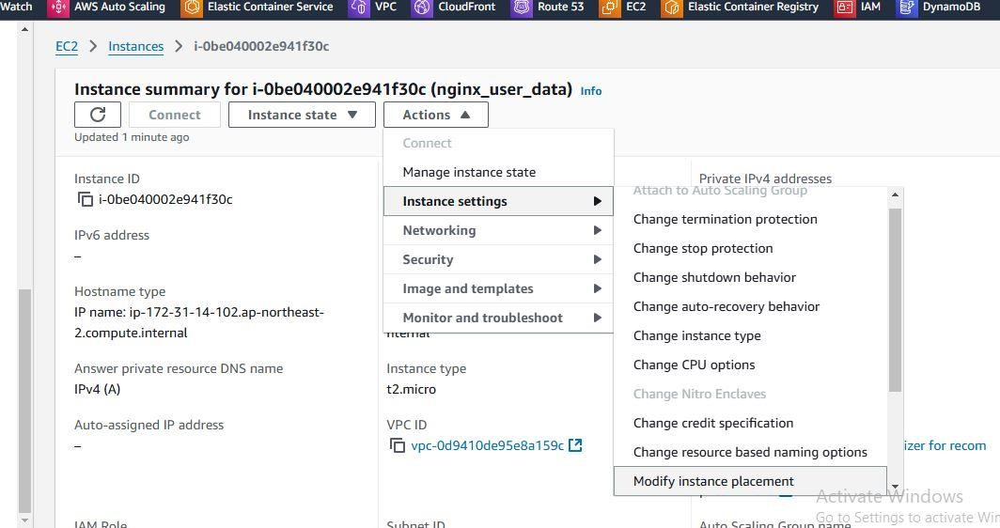 Watch AWS Auto Scaling Elastic Container Service VPC CloudFront Route 53 EC2 Elastic Container Registry IAM DynamoDB
EC2 > Instances > i-0be040002e941f30c
Instance summary for i-0be040002e941f30c (nginx_user_data) Info
Connect Instance state Actions
Updated 1 minute ago
Connect
Manage instance state
Instance settings
Networking
Security
Image and templates
Monitor and troubleshoot
Attach to Auto Scaling Group
Change termination protection
Change stop protection
Change shutdown behavior
Change auto-recovery behavior
Change instance type
Change CPU options
Change Nitro Enclaves
Change credit specification
Change resource based naming options
Modify instance placement
Instance ID
i-0be040002e941f30c
IPv6 address
–
Hostname type
IP name: ip-172-31-14-102.ap-northeast-
2.compute.internal
Answer private resource DNS name
IPv4 (A)
Auto-assigned IP address
–
IAM Role
Instance type
t2.micro
VPC ID
vpc-0d9410de95e8a159c
Subnet ID
Private IPv4 addresses
izer for recom
Auto Scaling Group name
Activate Windows
Go to Settings to activate Win